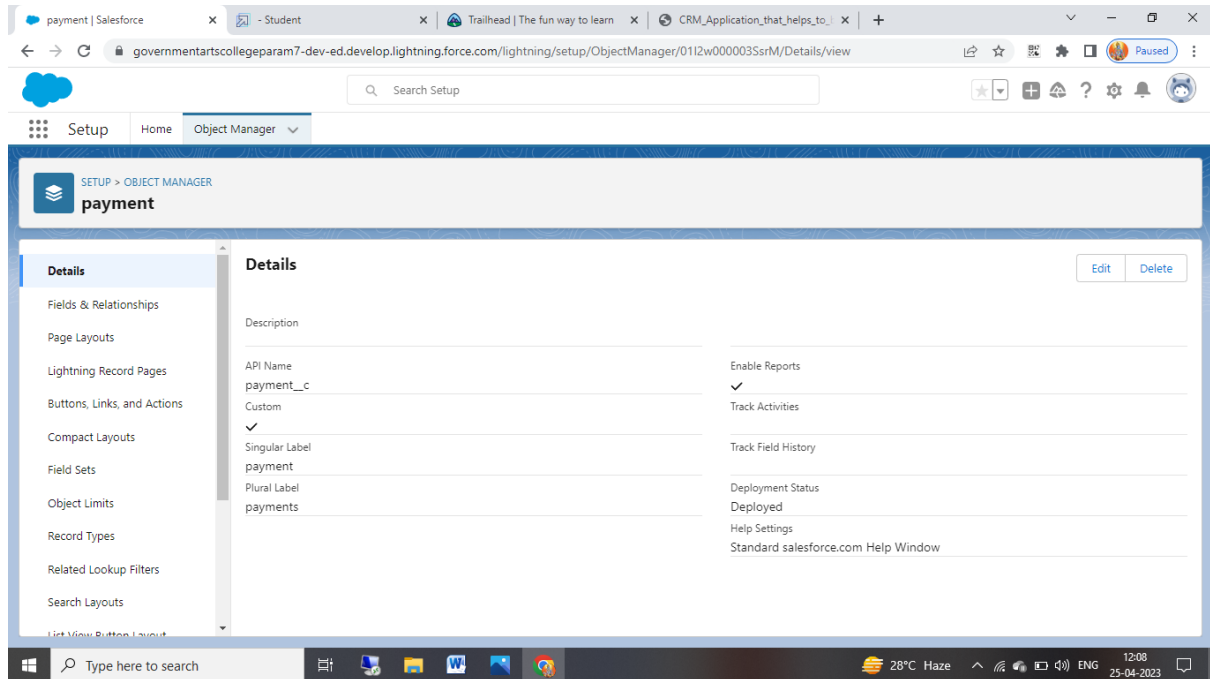 payment | Salesforce
- Student
Trailhead | The fun way to learn
CRM_Application_that_helps_to_
governmentartscollegeparam7-dev-ed.develop.lightning.force.com/lightning/setup/ObjectManager/01I2w000003SsrM/Details/view
Paused
Search Setup
Setup
Home
Object Manager
SETUP > OBJECT MANAGER
payment
Details
Fields & Relationships
Page Layouts
Lightning Record Pages
Buttons, Links, and Actions
Compact Layouts
Field Sets
Object Limits
Record Types
Related Lookup Filters
Search Layouts
List View Button Layout
Details
Edit
Delete
Description
API Name
payment__c
Custom
Singular Label
payment
Plural Label
payments
Enable Reports
Track Activities
Track Field History
Deployment Status
Deployed
Help Settings
Standard salesforce.com Help Window
Type here to search
28°C Haze
ENG
12:08
25-04-2023